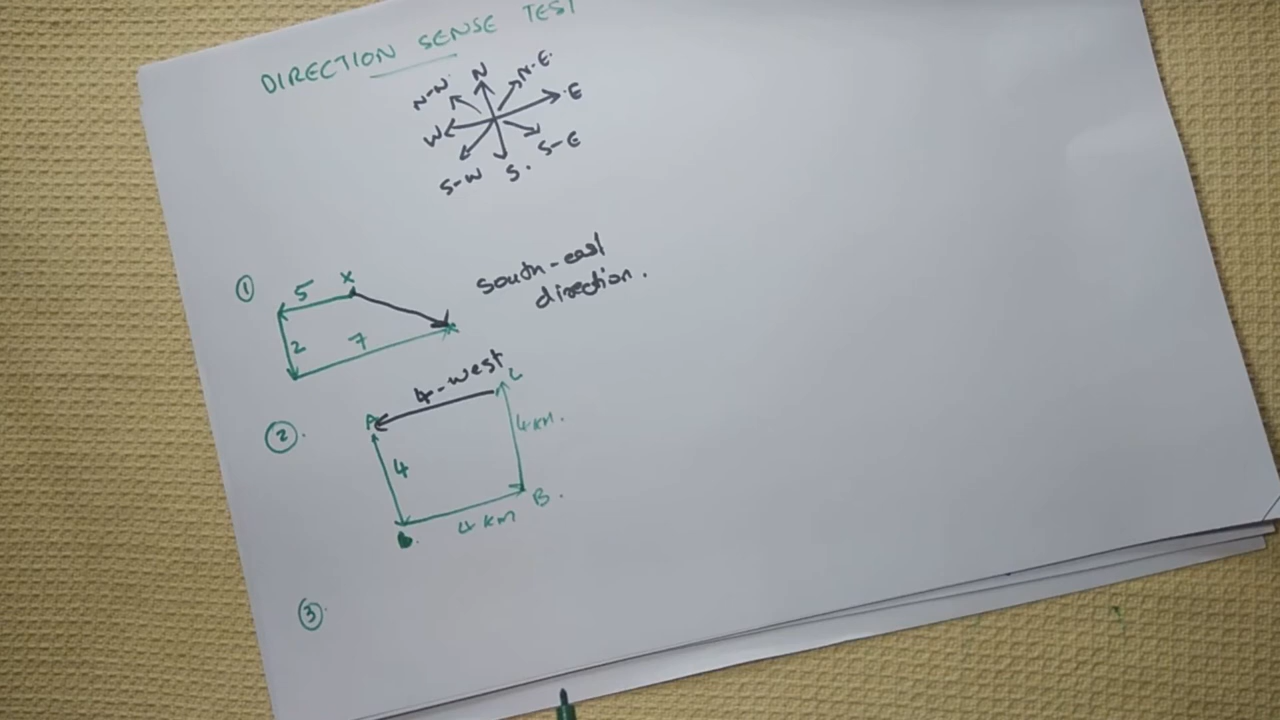 DIRECTION SENSE TEST
N
N-W.
N-E.
W
.E
S-W
S.
S-E
①
5
X
2
7
South-east
direction.
②.
4-west
A
4
4 km.
B.
4 km
③.